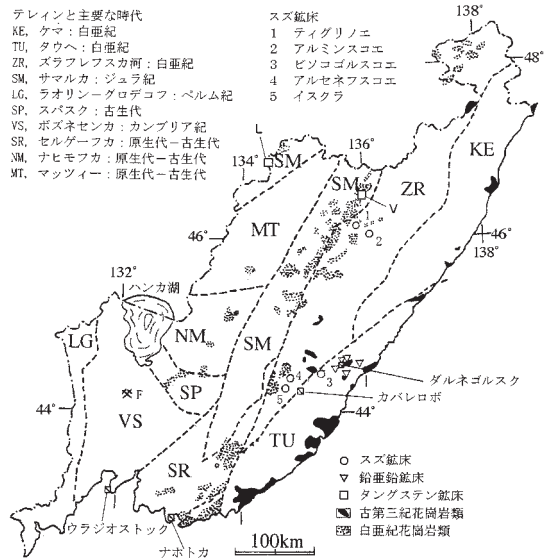 テレィンと主要な時代
KE, ケマ：白亜紀
TU, タウヘ：白亜紀
ZR, ズラフレフスカ河：白亜紀
SM, サマルカ：ジュラ紀
LG, ラオリン－グロデコフ：ペルム紀
SP, スパスク：古生代
VS, ボズネセンカ：カンブリア紀
SR, セルゲーフカ：原生代－古生代
NM, ナヒモフカ：原生代－古生代
MT, マッツィー：原生代－古生代
スズ鉱床
1 ティグリノエ
2 アルミンスコエ
3 ビソコゴルスコエ
4 アルセネフスコエ
5 イスクラ
138°
48°
L
134°
SM
136°
SM
ZR
KE
V
1
2
MT
46°
46°
138°
132°
ハンカ湖
LG
NM
SM
SP
F
VS
44°
4
3
5
ダルネゴルスク
カバレロボ
44°
TU
SR
ウラジオストック
ナホトカ
100km
スズ鉱床
鉛亜鉛鉱床
タングステン鉱床
古第三紀花崗岩類
白亜紀花崗岩類